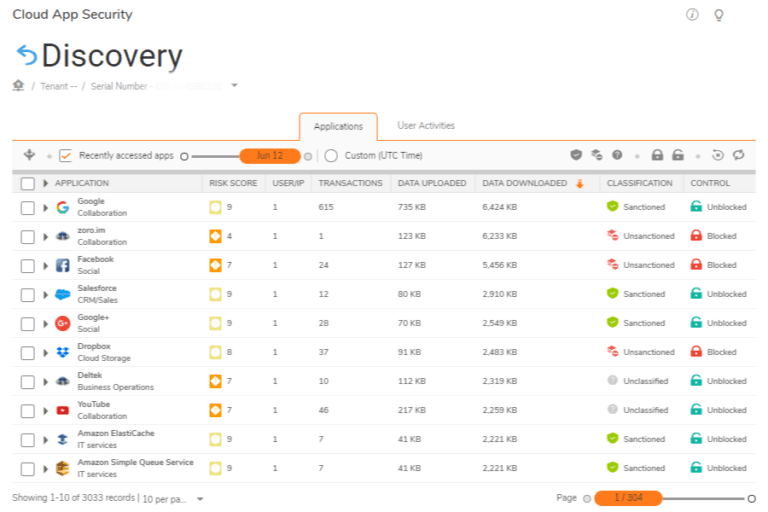 Cloud App Security
Discovery
/ Tenant -- / Serial Number -
Applications User Activities
Recently accessed apps Jun 12 Custom (UTC Time)
APPLICATION RISK SCORE USER/IP TRANSACTIONS DATA UPLOADED DATA DOWNLOADED CLASSIFICATION CONTROL
Google
Collaboration 9 1 615 735 KB 6,424 KB Sanctioned Unblocked
zoro.im
Collaboration 4 1 1 123 KB 6,233 KB Unsanctioned Blocked
Facebook
Social 7 1 24 127 KB 5,456 KB Unsanctioned Blocked
Salesforce
CRM/Sales 9 1 12 80 KB 2,910 KB Sanctioned Unblocked
Google+
Social 9 1 28 70 KB 2,549 KB Sanctioned Unblocked
Dropbox
Cloud Storage 8 1 37 91 KB 2,483 KB Unsanctioned Blocked
Deltek
Business Operations 7 1 10 112 KB 2,319 KB Unclassified Unblocked
YouTube
Collaboration 7 1 46 217 KB 2,259 KB Unclassified Unblocked
Amazon ElastiCache
IT services 9 1 7 41 KB 2,221 KB Sanctioned Unblocked
Amazon Simple Queue Service
IT services 9 1 7 41 KB 2,221 KB Sanctioned Unblocked
Showing 1-10 of 3033 records | 10 per pa... Page 1 / 304